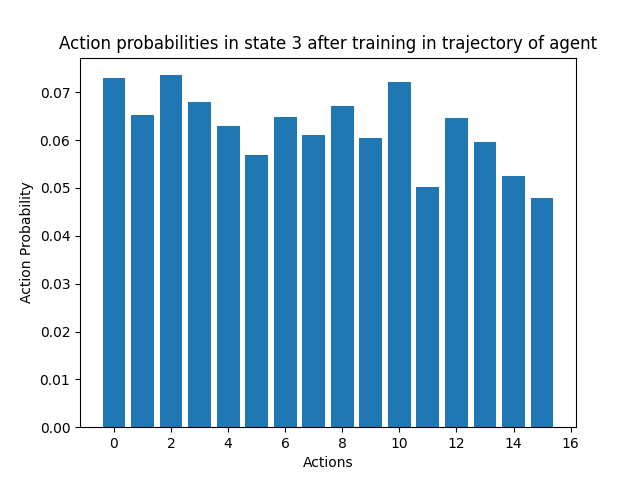 Action probabilities in state 3 after training in trajectory of agent
Action Probability
0.07
0.06
0.05
0.04
0.03
0.02
0.01
0.00
0 2 4 6 8 10 12 14 16
Actions